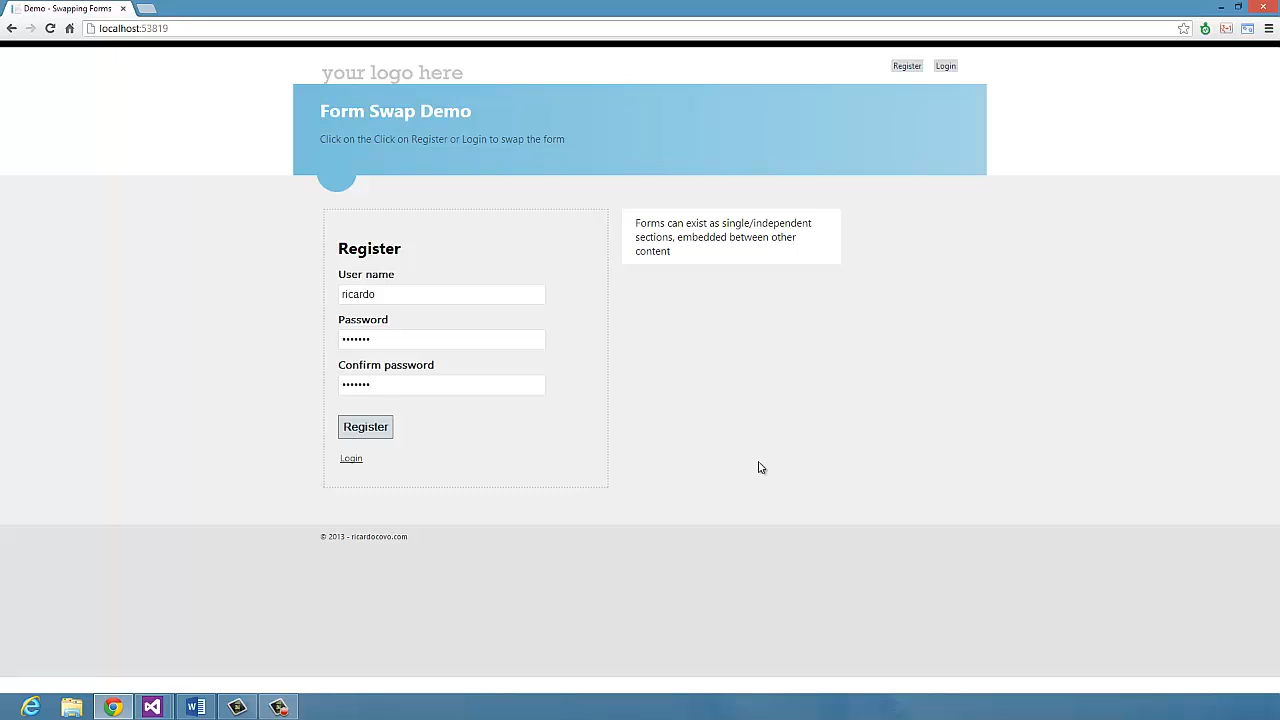 Demo - Swapping Forms
localhost:53819
your logo here
Register
Login
Form Swap Demo
Click on the Click on Register or Login to swap the form
Register
User name
ricardo
Password
•••••••
Confirm password
•••••••
Register
Login
Forms can exist as single/independent
sections, embedded between other
content
© 2013 - ricardocovo.com